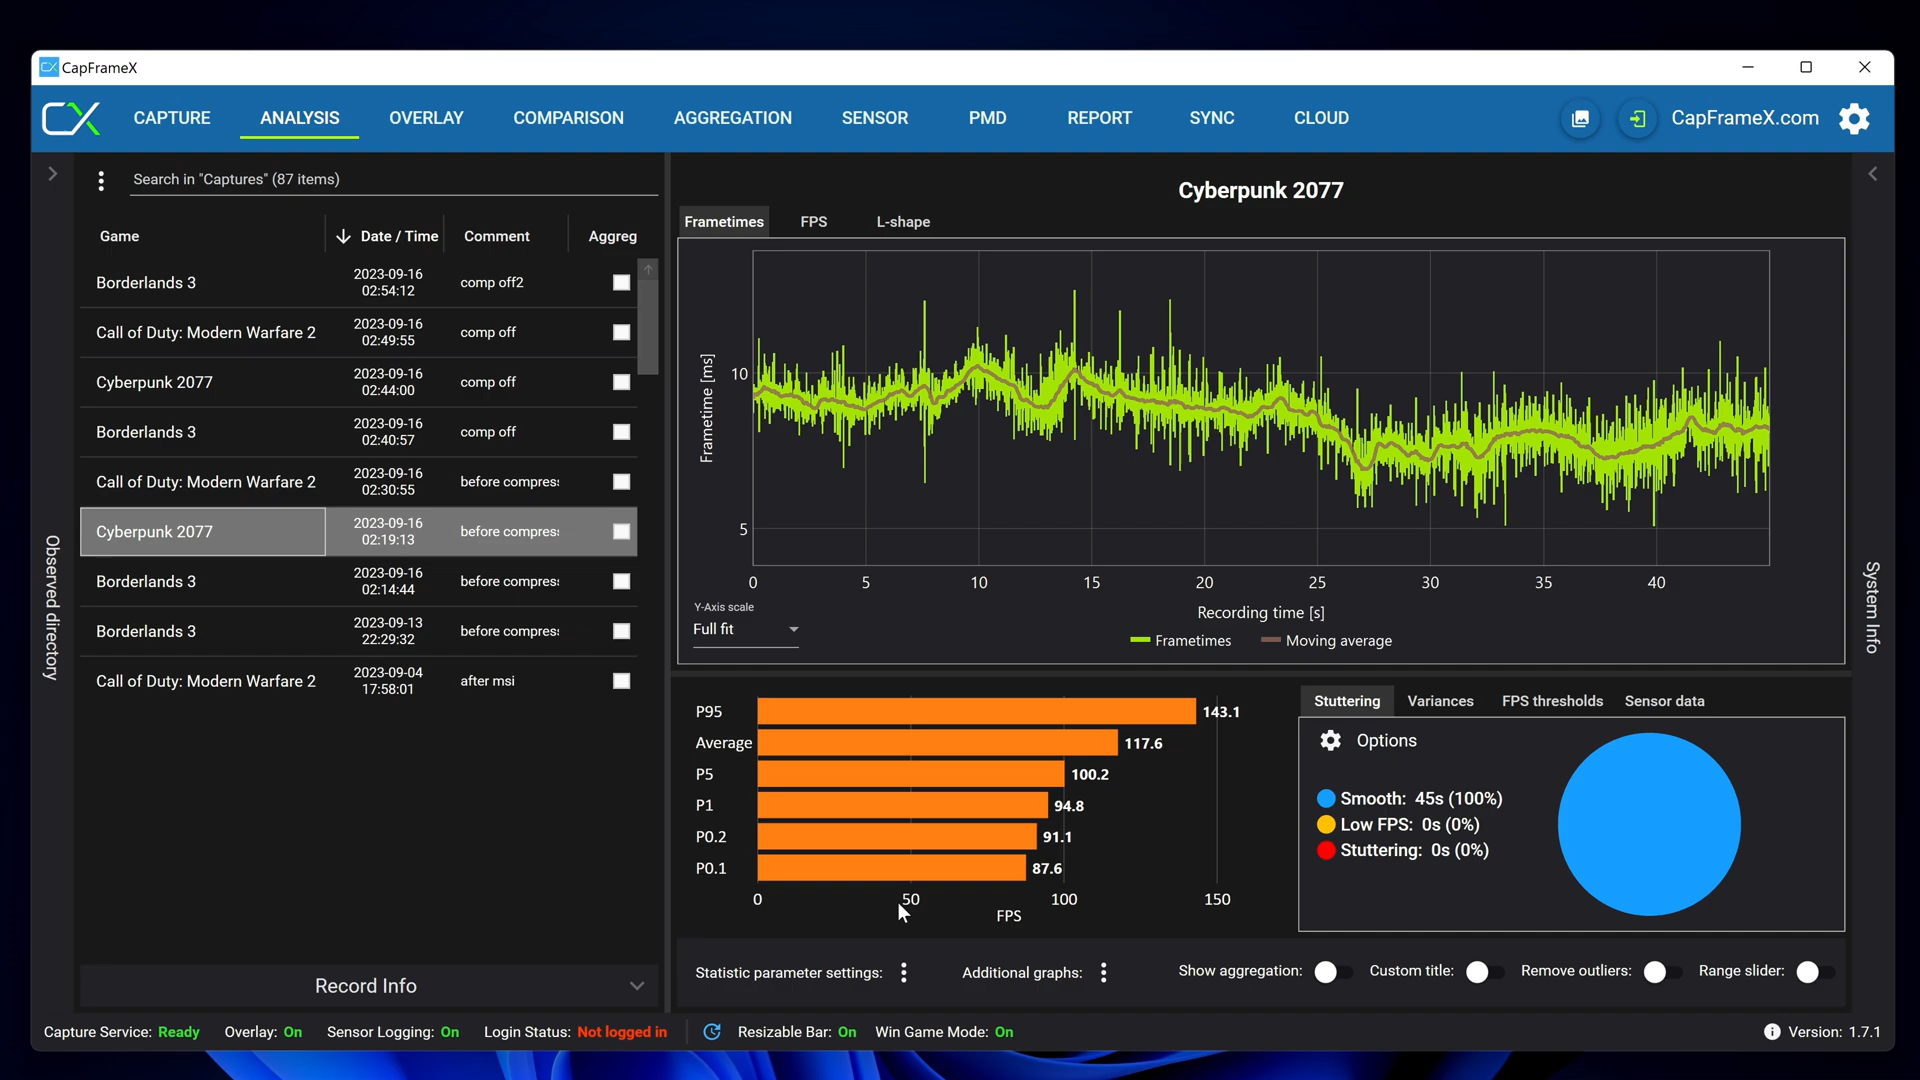 CapFrameX
CAPTURE ANALYSIS OVERLAY COMPARISON AGGREGATION SENSOR PMD REPORT SYNC CLOUD CapFrameX.com
Search in "Captures" (87 items)
Game Date / Time Comment Aggreg
Borderlands 3 2023-09-16 02:54:12 comp off2
Call of Duty: Modern Warfare 2 2023-09-16 02:49:55 comp off
Cyberpunk 2077 2023-09-16 02:44:00 comp off
Borderlands 3 2023-09-16 02:40:57 comp off
Call of Duty: Modern Warfare 2 2023-09-16 02:30:55 before compres
Cyberpunk 2077 2023-09-16 02:19:13 before compres
Borderlands 3 2023-09-16 02:14:44 before compres
Borderlands 3 2023-09-13 22:29:32 before compres
Call of Duty: Modern Warfare 2 2023-09-04 17:58:01 after msi
Observed directory
Record Info
Cyberpunk 2077
Frametimes FPS L-shape
Frametime [ms]
10
5
0 5 10 15 20 25 30 35 40
Recording time [s]
Y-Axis scale
Full fit
Frametimes Moving average
System Info
P95 143.1
Average 117.6
P5 100.2
P1 94.8
P0.2 91.1
P0.1 87.6
0 50 100 150
FPS
Stuttering Variances FPS thresholds Sensor data
Options
Smooth: 45s (100%)
Low FPS: 0s (0%)
Stuttering: 0s (0%)
Statistic parameter settings: Additional graphs: Show aggregation: Custom title: Remove outliers: Range slider:
Capture Service: Ready Overlay: On Sensor Logging: On Login Status: Not logged in Resizable Bar: On Win Game Mode: On Version: 1.7.1